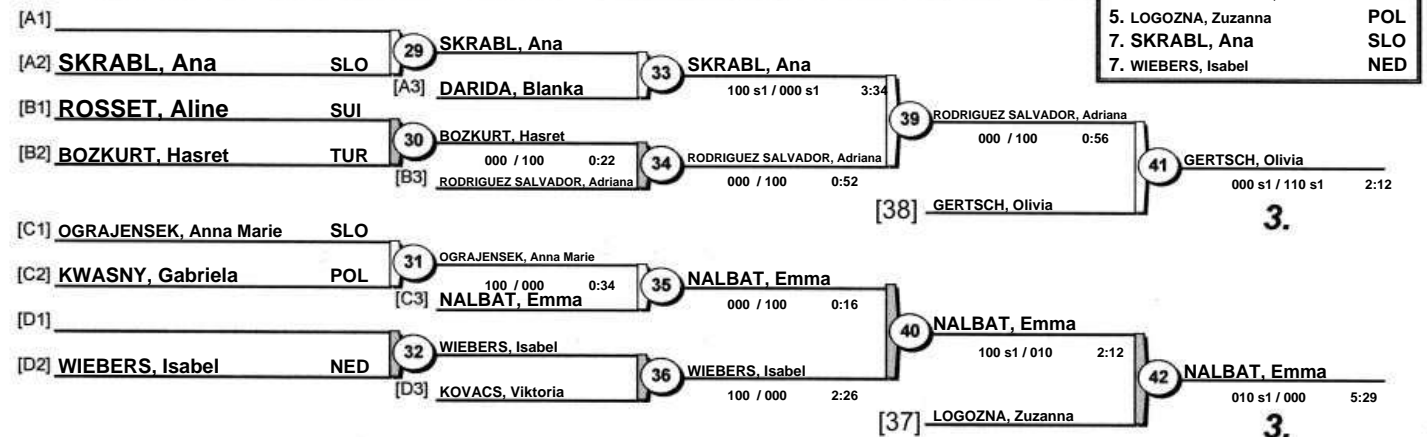 5. LOGOZNA, Zuzanna POL
7. SKRABL, Ana SLO
7. WIEBERS, Isabel NED
[A1]
[A2] SKRABL, Ana SLO
29
SKRABL, Ana
[A3] DARIDA, Blanka
33
SKRABL, Ana
100 s1 / 000 s1 3:34
[B1] ROSSET, Aline SUI
[B2] BOZKURT, Hasret TUR
30
BOZKURT, Hasret
000 / 100 0:22
[B3] RODRIGUEZ SALVADOR, Adriana
34
RODRIGUEZ SALVADOR, Adriana
000 / 100 0:52
39
RODRIGUEZ SALVADOR, Adriana
000 / 100 0:56
[38] GERTSCH, Olivia
41
GERTSCH, Olivia
000 s1 / 110 s1 2:12
3.
[C1] OGRAJENSEK, Anna Marie SLO
[C2] KWASNY, Gabriela POL
31
OGRAJENSEK, Anna Marie
100 / 000 0:34
[C3] NALBAT, Emma
35
NALBAT, Emma
000 / 100 0:16
[D1]
[D2] WIEBERS, Isabel NED
32
WIEBERS, Isabel
[D3] KOVACS, Viktoria
36
WIEBERS, Isabel
100 / 000 2:26
40
NALBAT, Emma
100 s1 / 010 2:12
[37] LOGOZNA, Zuzanna
42
NALBAT, Emma
010 s1 / 000 5:29
3.